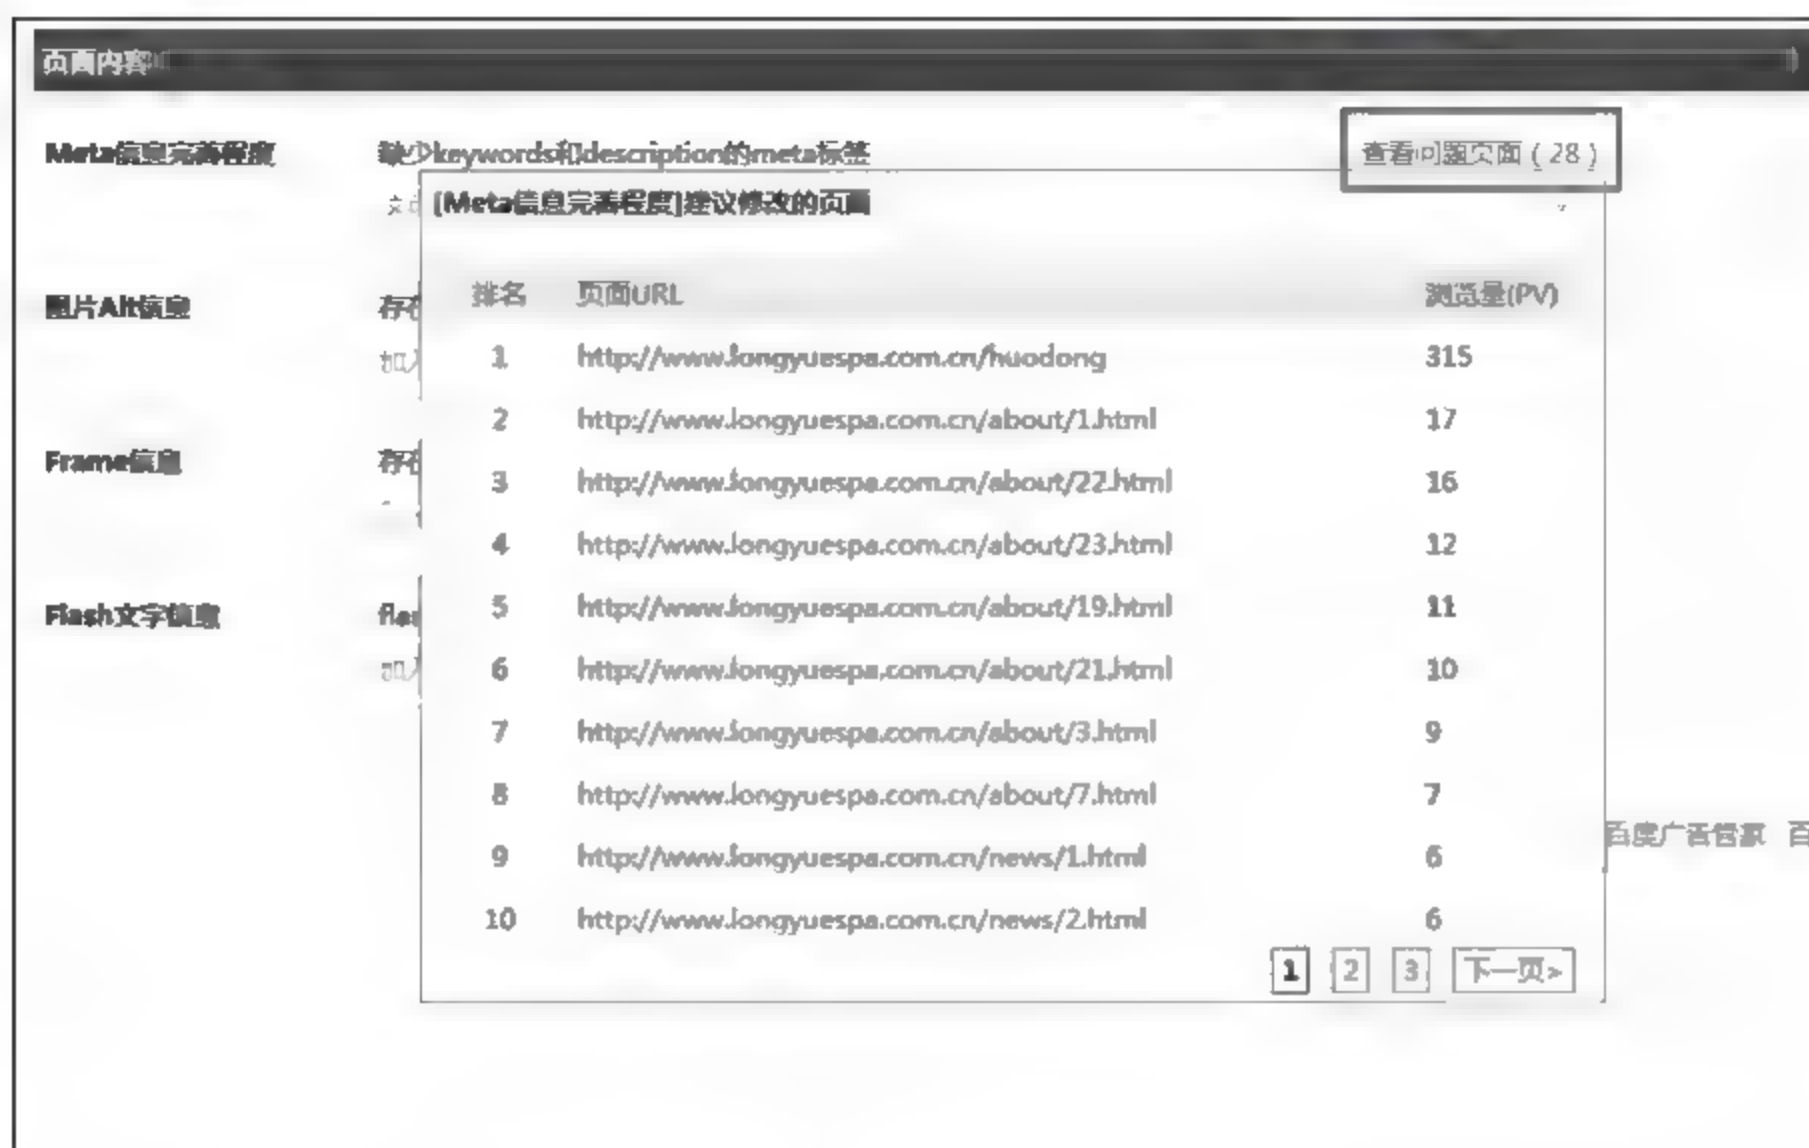 页面内容
Meta信息完善程度 缺少keywords和description的meta标签 查看问题页面 ( 28 )
[Meta信息完善程度]建议修改的页面
排名 页面URL 浏览量(PV)
图片Alt信息 存在
1 http://www.longyuespa.com.cn/huodong 315
加入
2 http://www.longyuespa.com.cn/about/1.html 17
Frame信息 存在
3 http://www.longyuespa.com.cn/about/22.html 16
4 http://www.longyuespa.com.cn/about/23.html 12
5 http://www.longyuespa.com.cn/about/19.html 11
Flash文字信息 flas
6 http://www.longyuespa.com.cn/about/21.html 10
加入
7 http://www.longyuespa.com.cn/about/3.html 9
8 http://www.longyuespa.com.cn/about/7.html 7
百度广告管家 百
9 http://www.longyuespa.com.cn/news/1.html 6
10 http://www.longyuespa.com.cn/news/2.html 6
1 2 3 下一页>